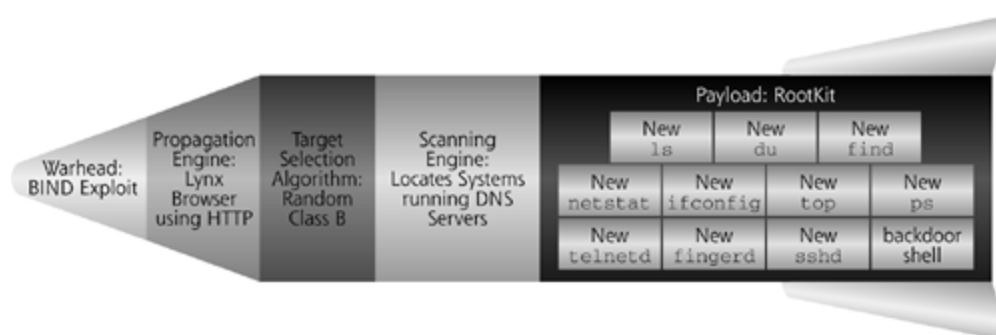 Warhead:
BIND Exploit
Propagation
Engine:
Lynx
Browser
using HTTP
Target
Selection
Algorithm:
Random
Class B
Scanning
Engine:
Locates Systems
running DNS
Servers
Payload: RootKit
New
ls
New
du
New
find
New
netstat
New
ifconfig
New
top
New
ps
New
telnetd
New
fingerd
New
sshd
backdoor
shell